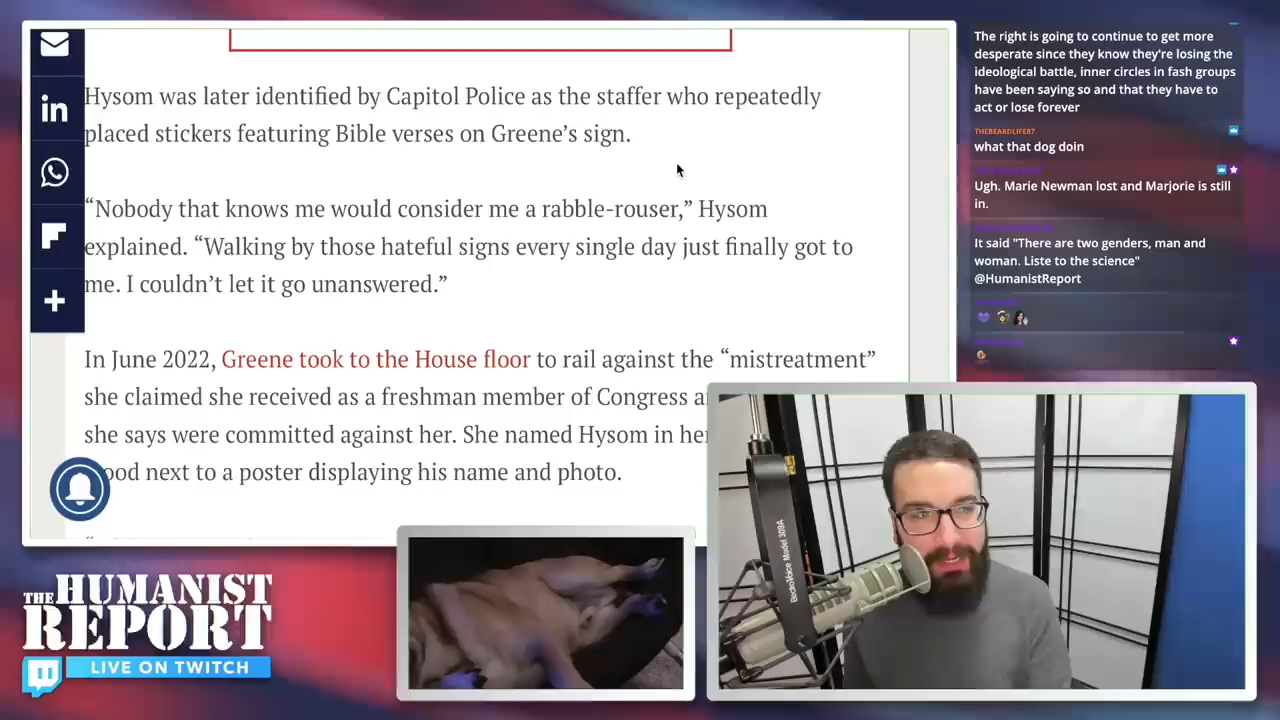 Hysom was later identified by Capitol Police as the staffer who repeatedly
placed stickers featuring Bible verses on Greene’s sign.
“Nobody that knows me would consider me a rabble-rouser,” Hysom
explained. “Walking by those hateful signs every single day just finally got to
me. I couldn’t let it go unanswered.”
In June 2022, Greene took to the House floor to rail against the “mistreatment”
she claimed she received as a freshman member of Congress
she says were committed against her. She named Hysom in her
ood next to a poster displaying his name and photo.
The right is going to continue to get more
desperate since they know they're losing the
ideological battle, inner circles in fash groups
have been saying so and that they have to
act or lose forever
THEBEARDLIFE87
what that dog doin
Ugh. Marie Newman lost and Marjorie is still
in.
It said "There are two genders, man and
woman. Liste to the science"
@HumanistReport
ElectroVoice Model 309A
THE HUMANIST
REPORT
LIVE ON TWITCH